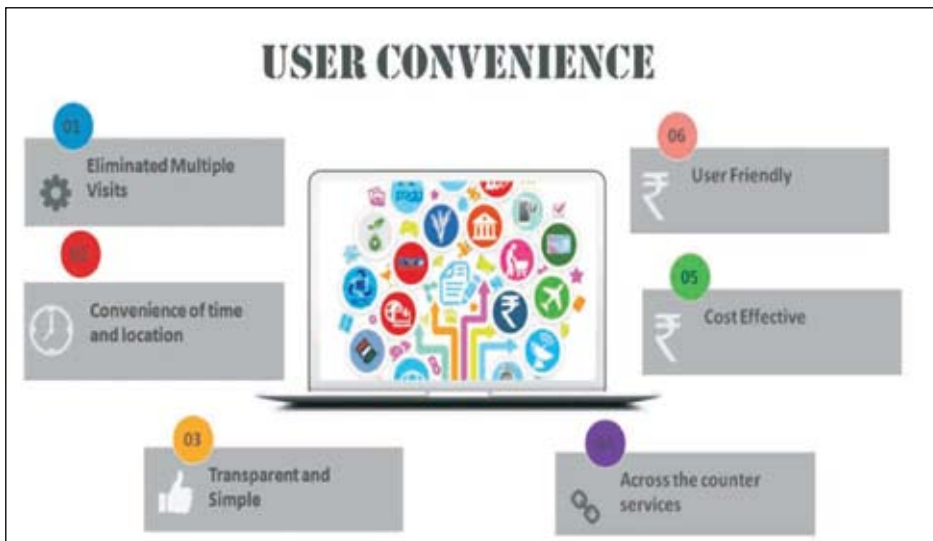 USER CONVENIENCE
01
Eliminated Multiple
Visits
02
Convenience of time
and location
03
Transparent and
Simple
Across the counter
services
05
Cost Effective
06
User Friendly